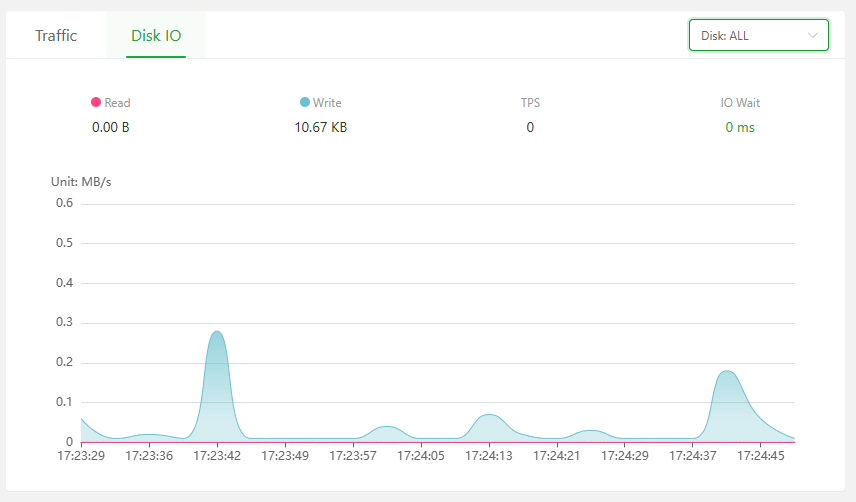 Traffic
Disk IO
Disk: ALL
Read
Write
TPS
IO Wait
0.00 B
10.67 KB
0
0 ms
Unit: MB/s
0.6
0.5
0.4
0.3
0.2
0.1
0
17:23:29 17:23:36 17:23:42 17:23:49 17:23:57 17:24:05 17:24:13 17:24:21 17:24:29 17:24:37 17:24:45